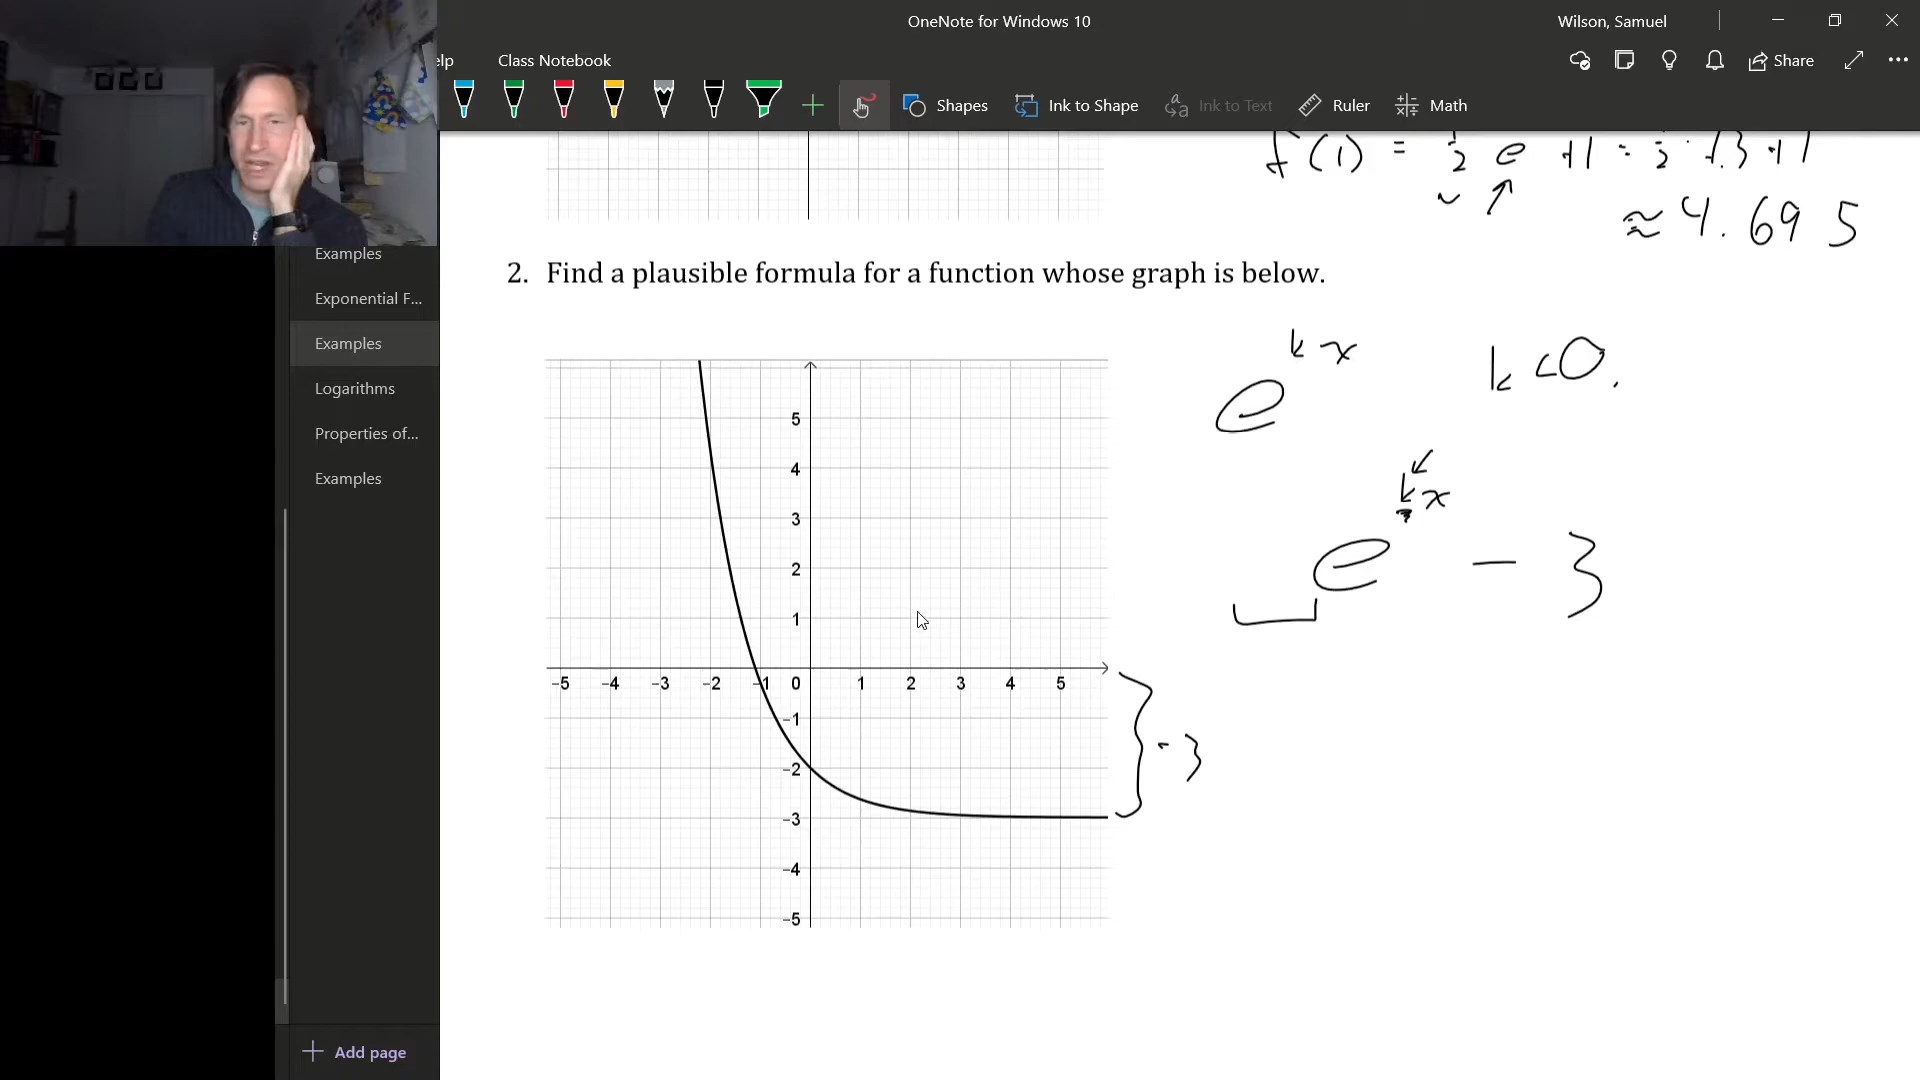 OneNote for Windows 10
Wilson, Samuel
elp
Class Notebook
Share
Shapes
Ink to Shape
Ink to Text
Ruler
Math
Examples
Exponential F...
Examples
Logarithms
Properties of...
Examples
Add page
≈ 4.695
2. Find a plausible formula for a function whose graph is below.
e^kx k<0.
e^kx - 3
5
4
3
2
1
-5 -4 -3 -2 -1 0 1 2 3 4 5
-1
-2
-3
-4
-5
-3